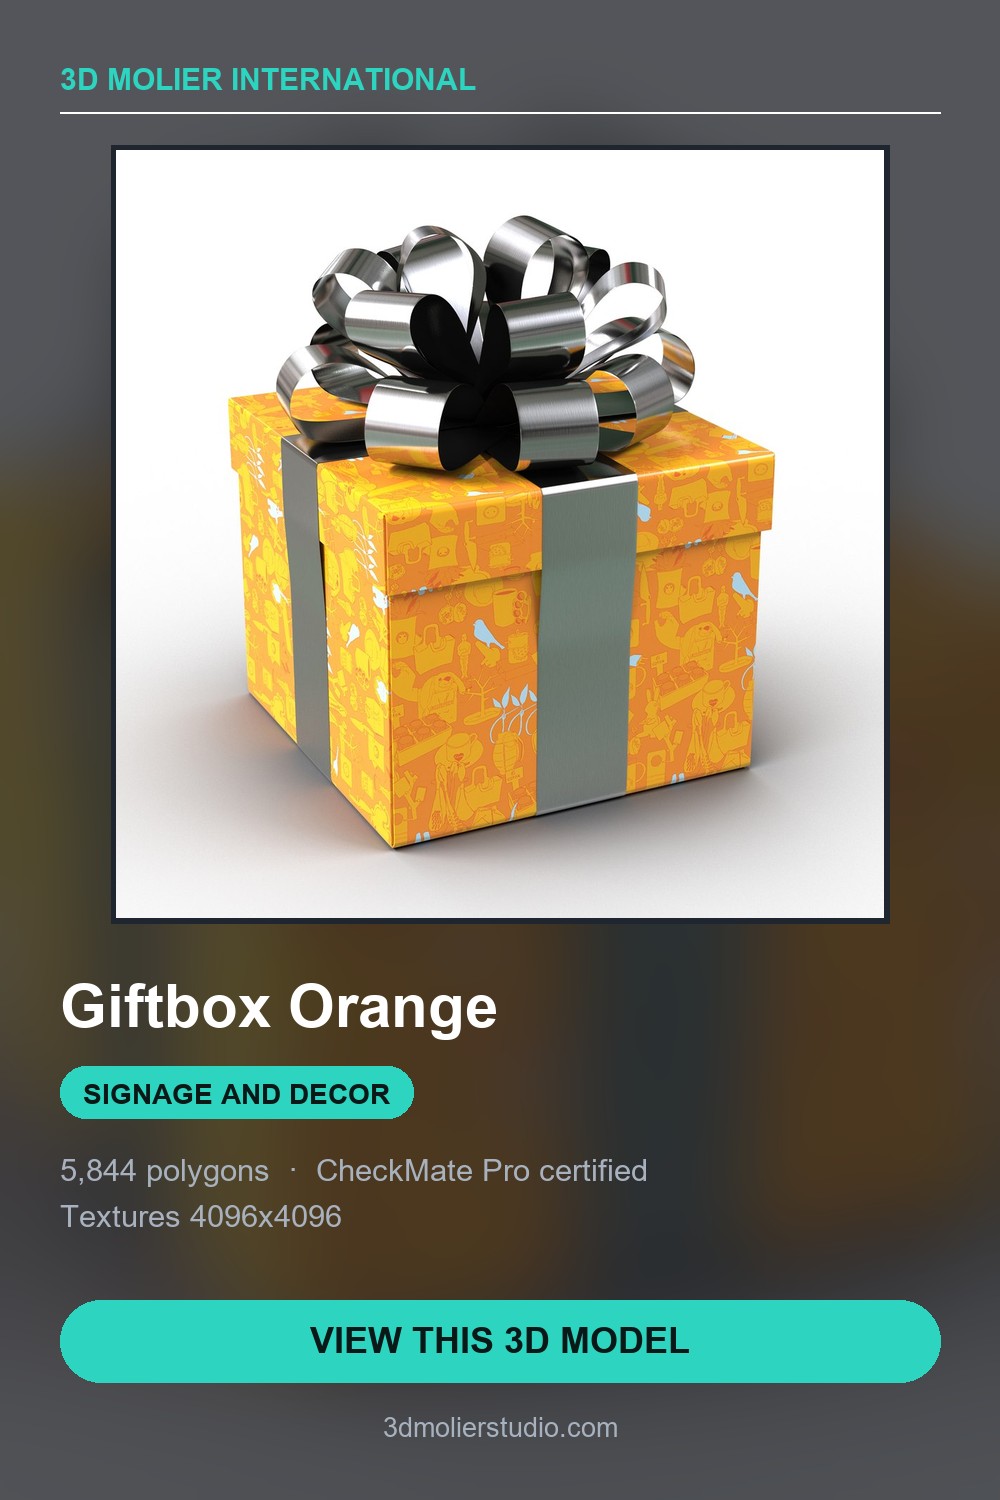 3D MOLIER INTERNATIONAL
Giftbox Orange
SIGNAGE AND DECOR
5,844 polygons · CheckMate Pro certified
Textures 4096x4096
VIEW THIS 3D MODEL
3dmolierstudio.com